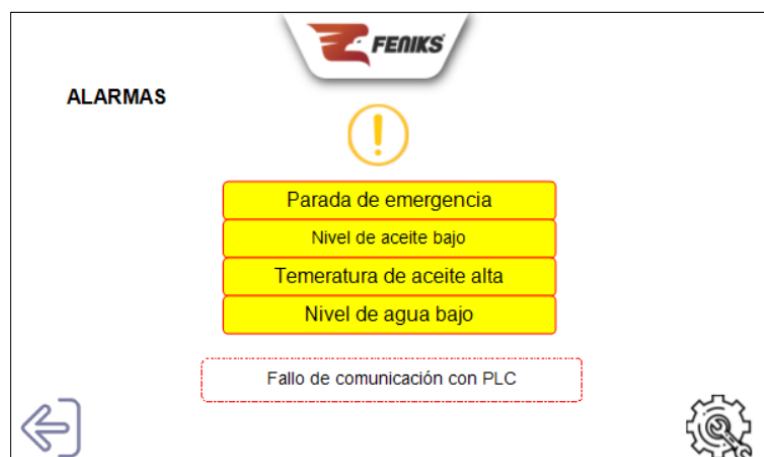 FENIKS
ALARMAS
Parada de emergencia
Nivel de aceite bajo
Temeratura de aceite alta
Nivel de agua bajo
Fallo de comunicación con PLC